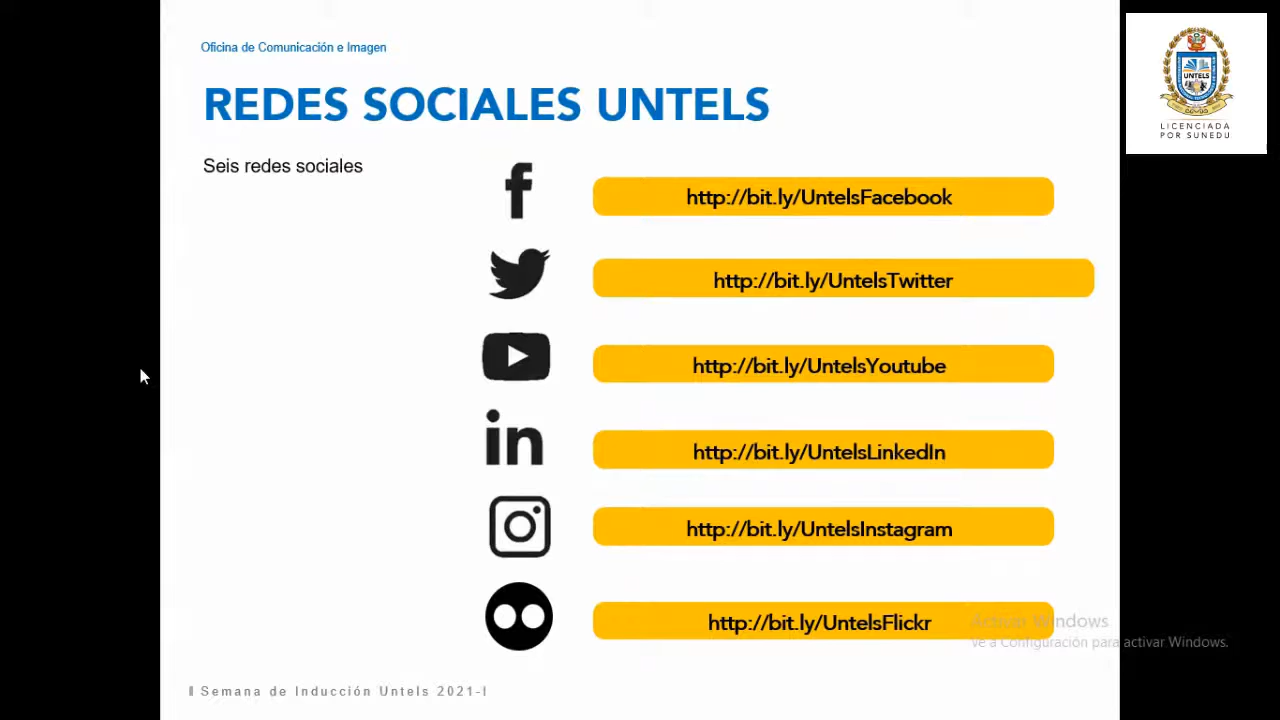 Oficina de Comunicación e Imagen
REDES SOCIALES UNTELS
Seis redes sociales
http://bit.ly/UntelsFacebook
http://bit.ly/UntelsTwitter
http://bit.ly/UntelsYoutube
in
http://bit.ly/UntelsLinkedIn
http://bit.ly/UntelsInstagram
http://bit.ly/UntelsFlickr
Activar Windows
Ve a Configuración para activar Windows.
Semana de Inducción Untels 2021-I
UNTELS
LICENCIADA
POR SUNEDU